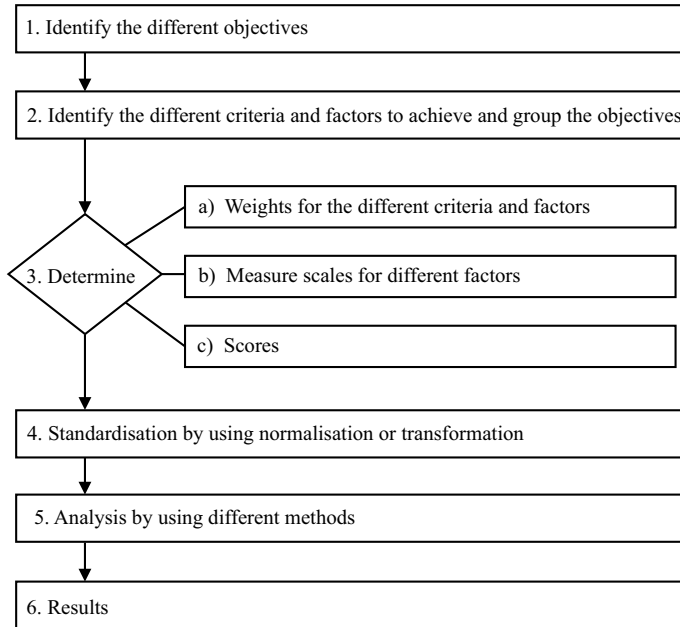 1. Identify the different objectives
2. Identify the different criteria and factors to achieve and group the objectives
a) Weights for the different criteria and factors
3. Determine
b) Measure scales for different factors
c) Scores
4. Standardisation by using normalisation or transformation
5. Analysis by using different methods
6. Results